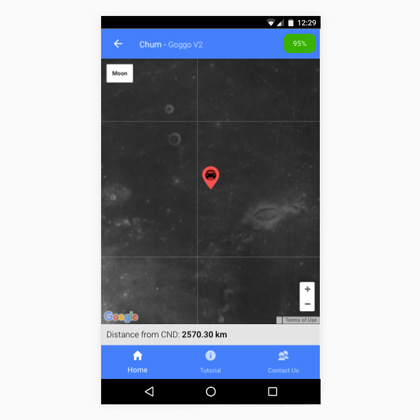 12:29
Chum - Goggo V2
95%
Moon
+
−
Google
Terms of Use
Distance from CND: 2570.30 km
Home
Tutorial
Contact Us